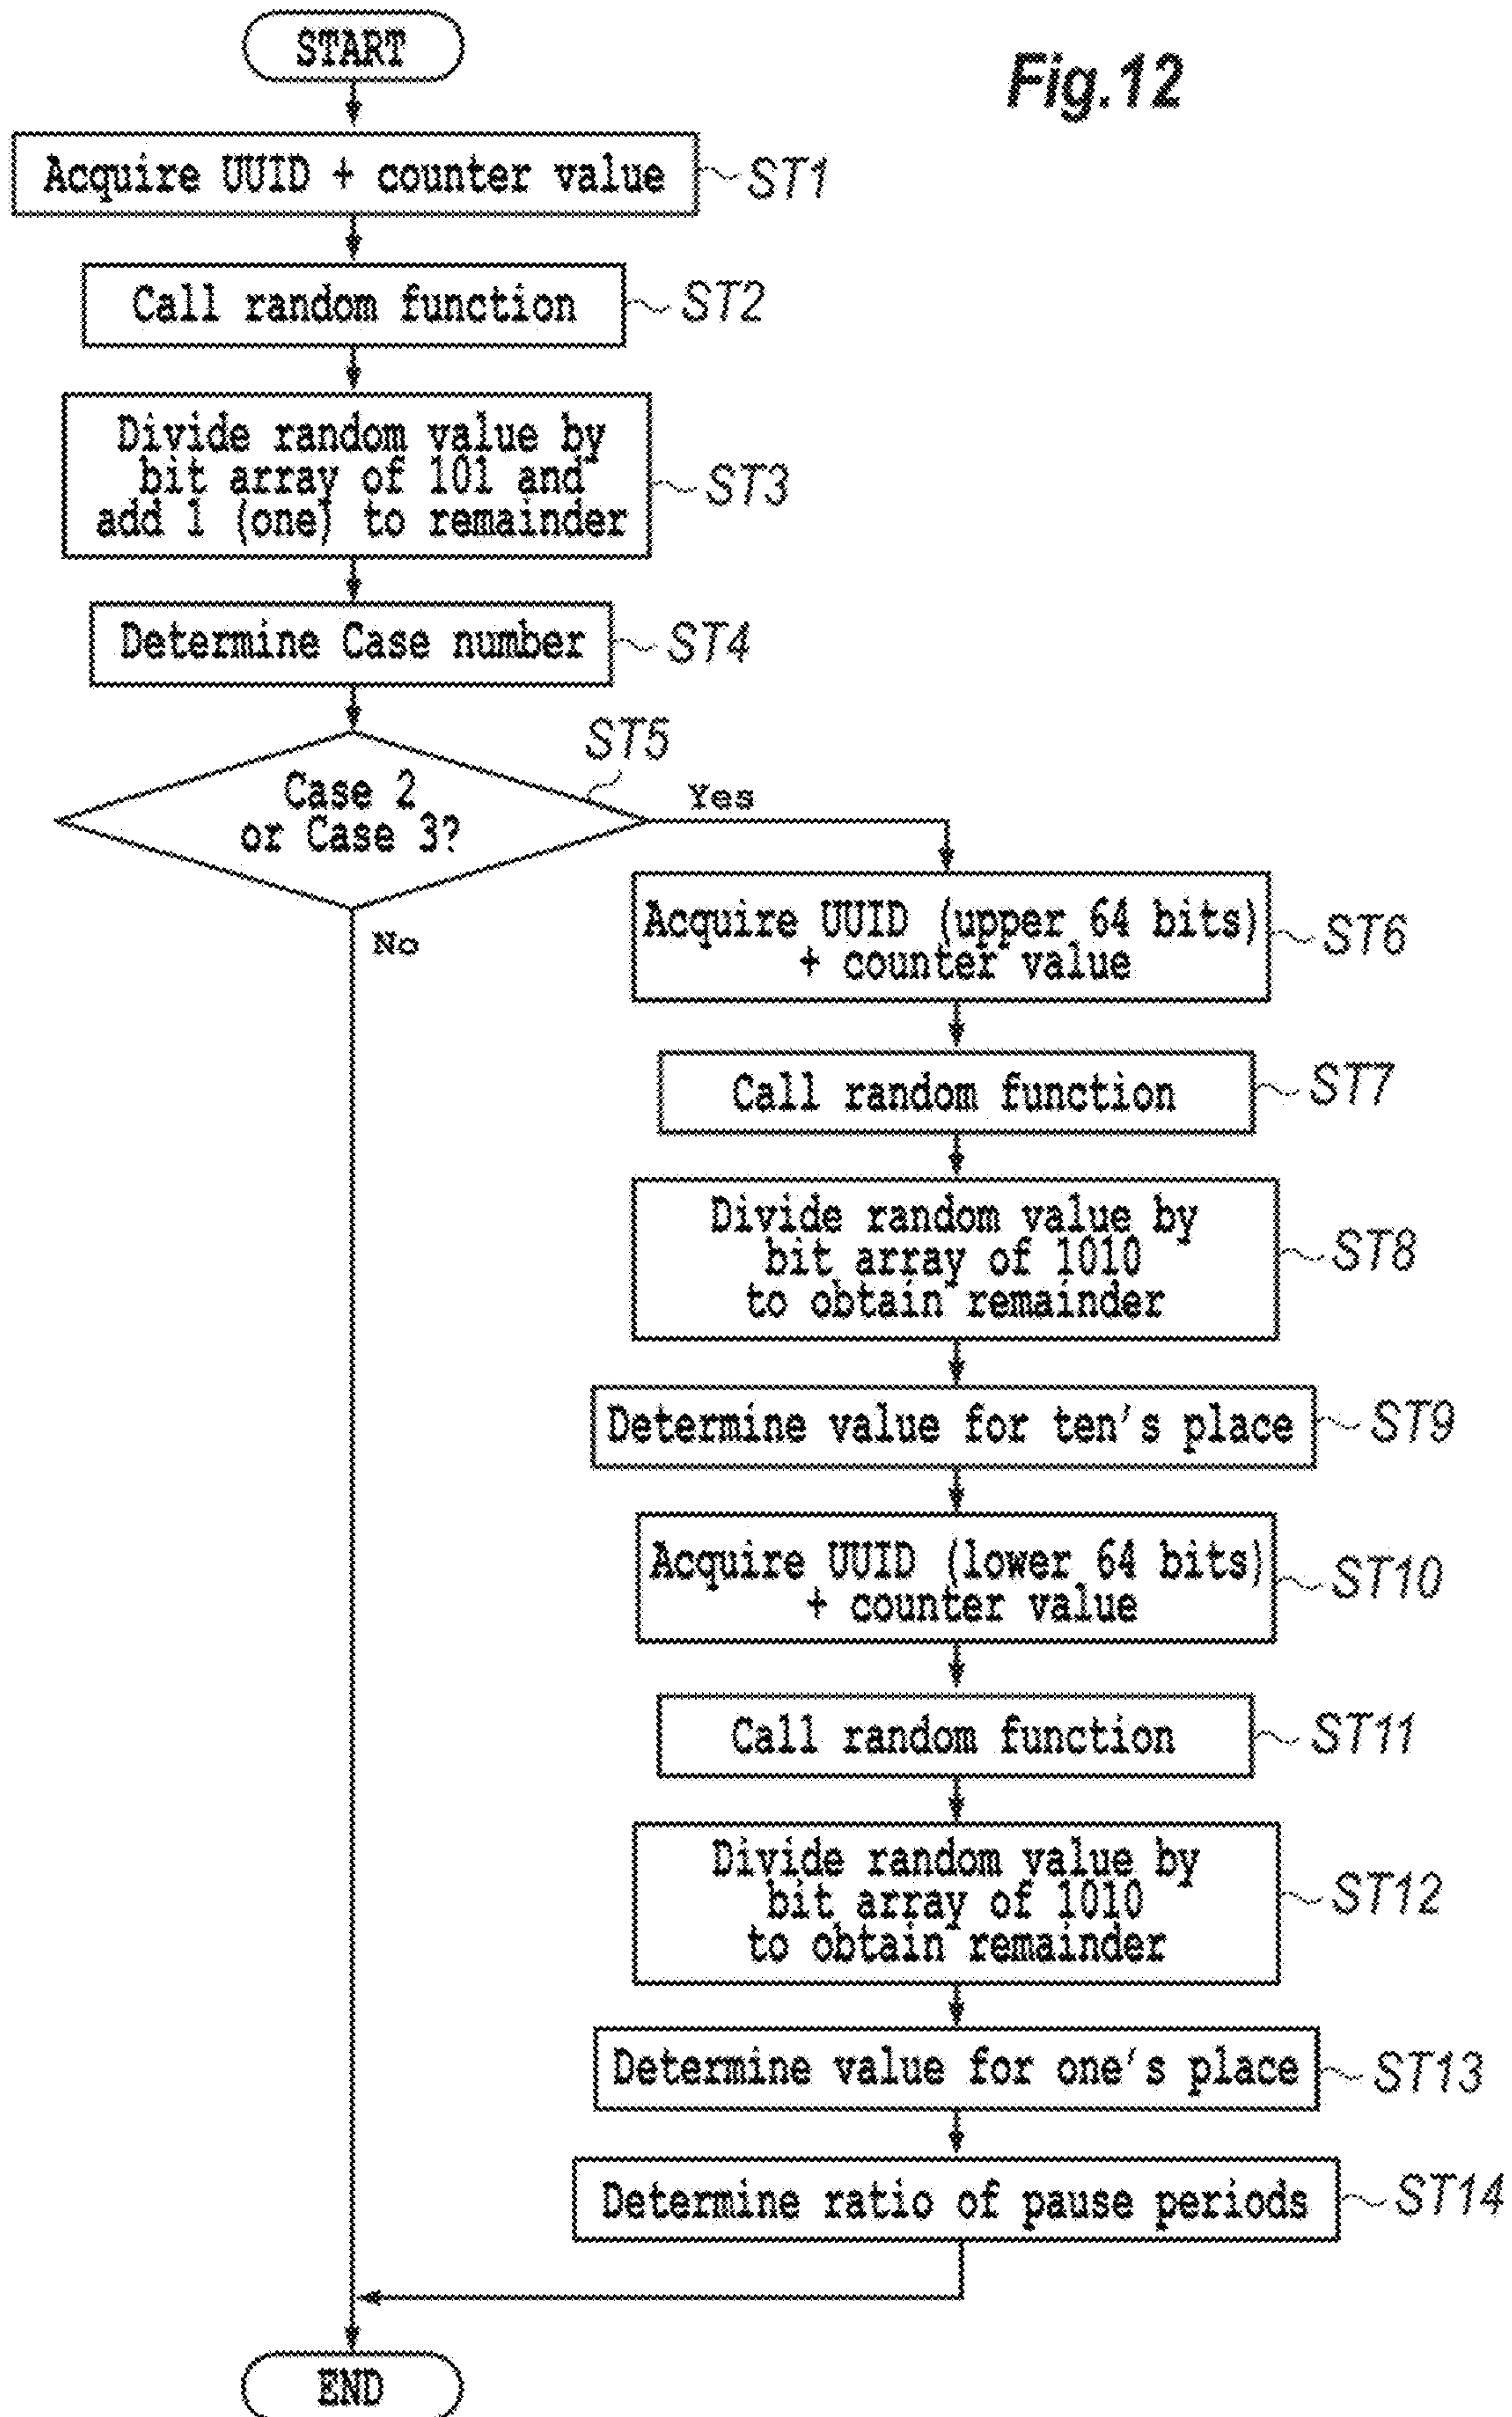 START
Fig.12
Acquire UUID + counter value
ST1
Call random function
ST2
Divide random value by
bit array of 101 and
add 1 (one) to remainder
ST3
Determine Case number
ST4
ST5
Case 2
or Case 3?
Yes
No
Acquire UUID (upper 64 bits)
+ counter value
ST6
Call random function
ST7
Divide random value by
bit array of 1010
to obtain remainder
ST8
Determine value for ten's place
ST9
Acquire UUID (lower 64 bits)
+ counter value
ST10
Call random function
ST11
Divide random value by
bit array of 1010
to obtain remainder
ST12
Determine value for one's place
ST13
Determine ratio of pause periods
ST14
END